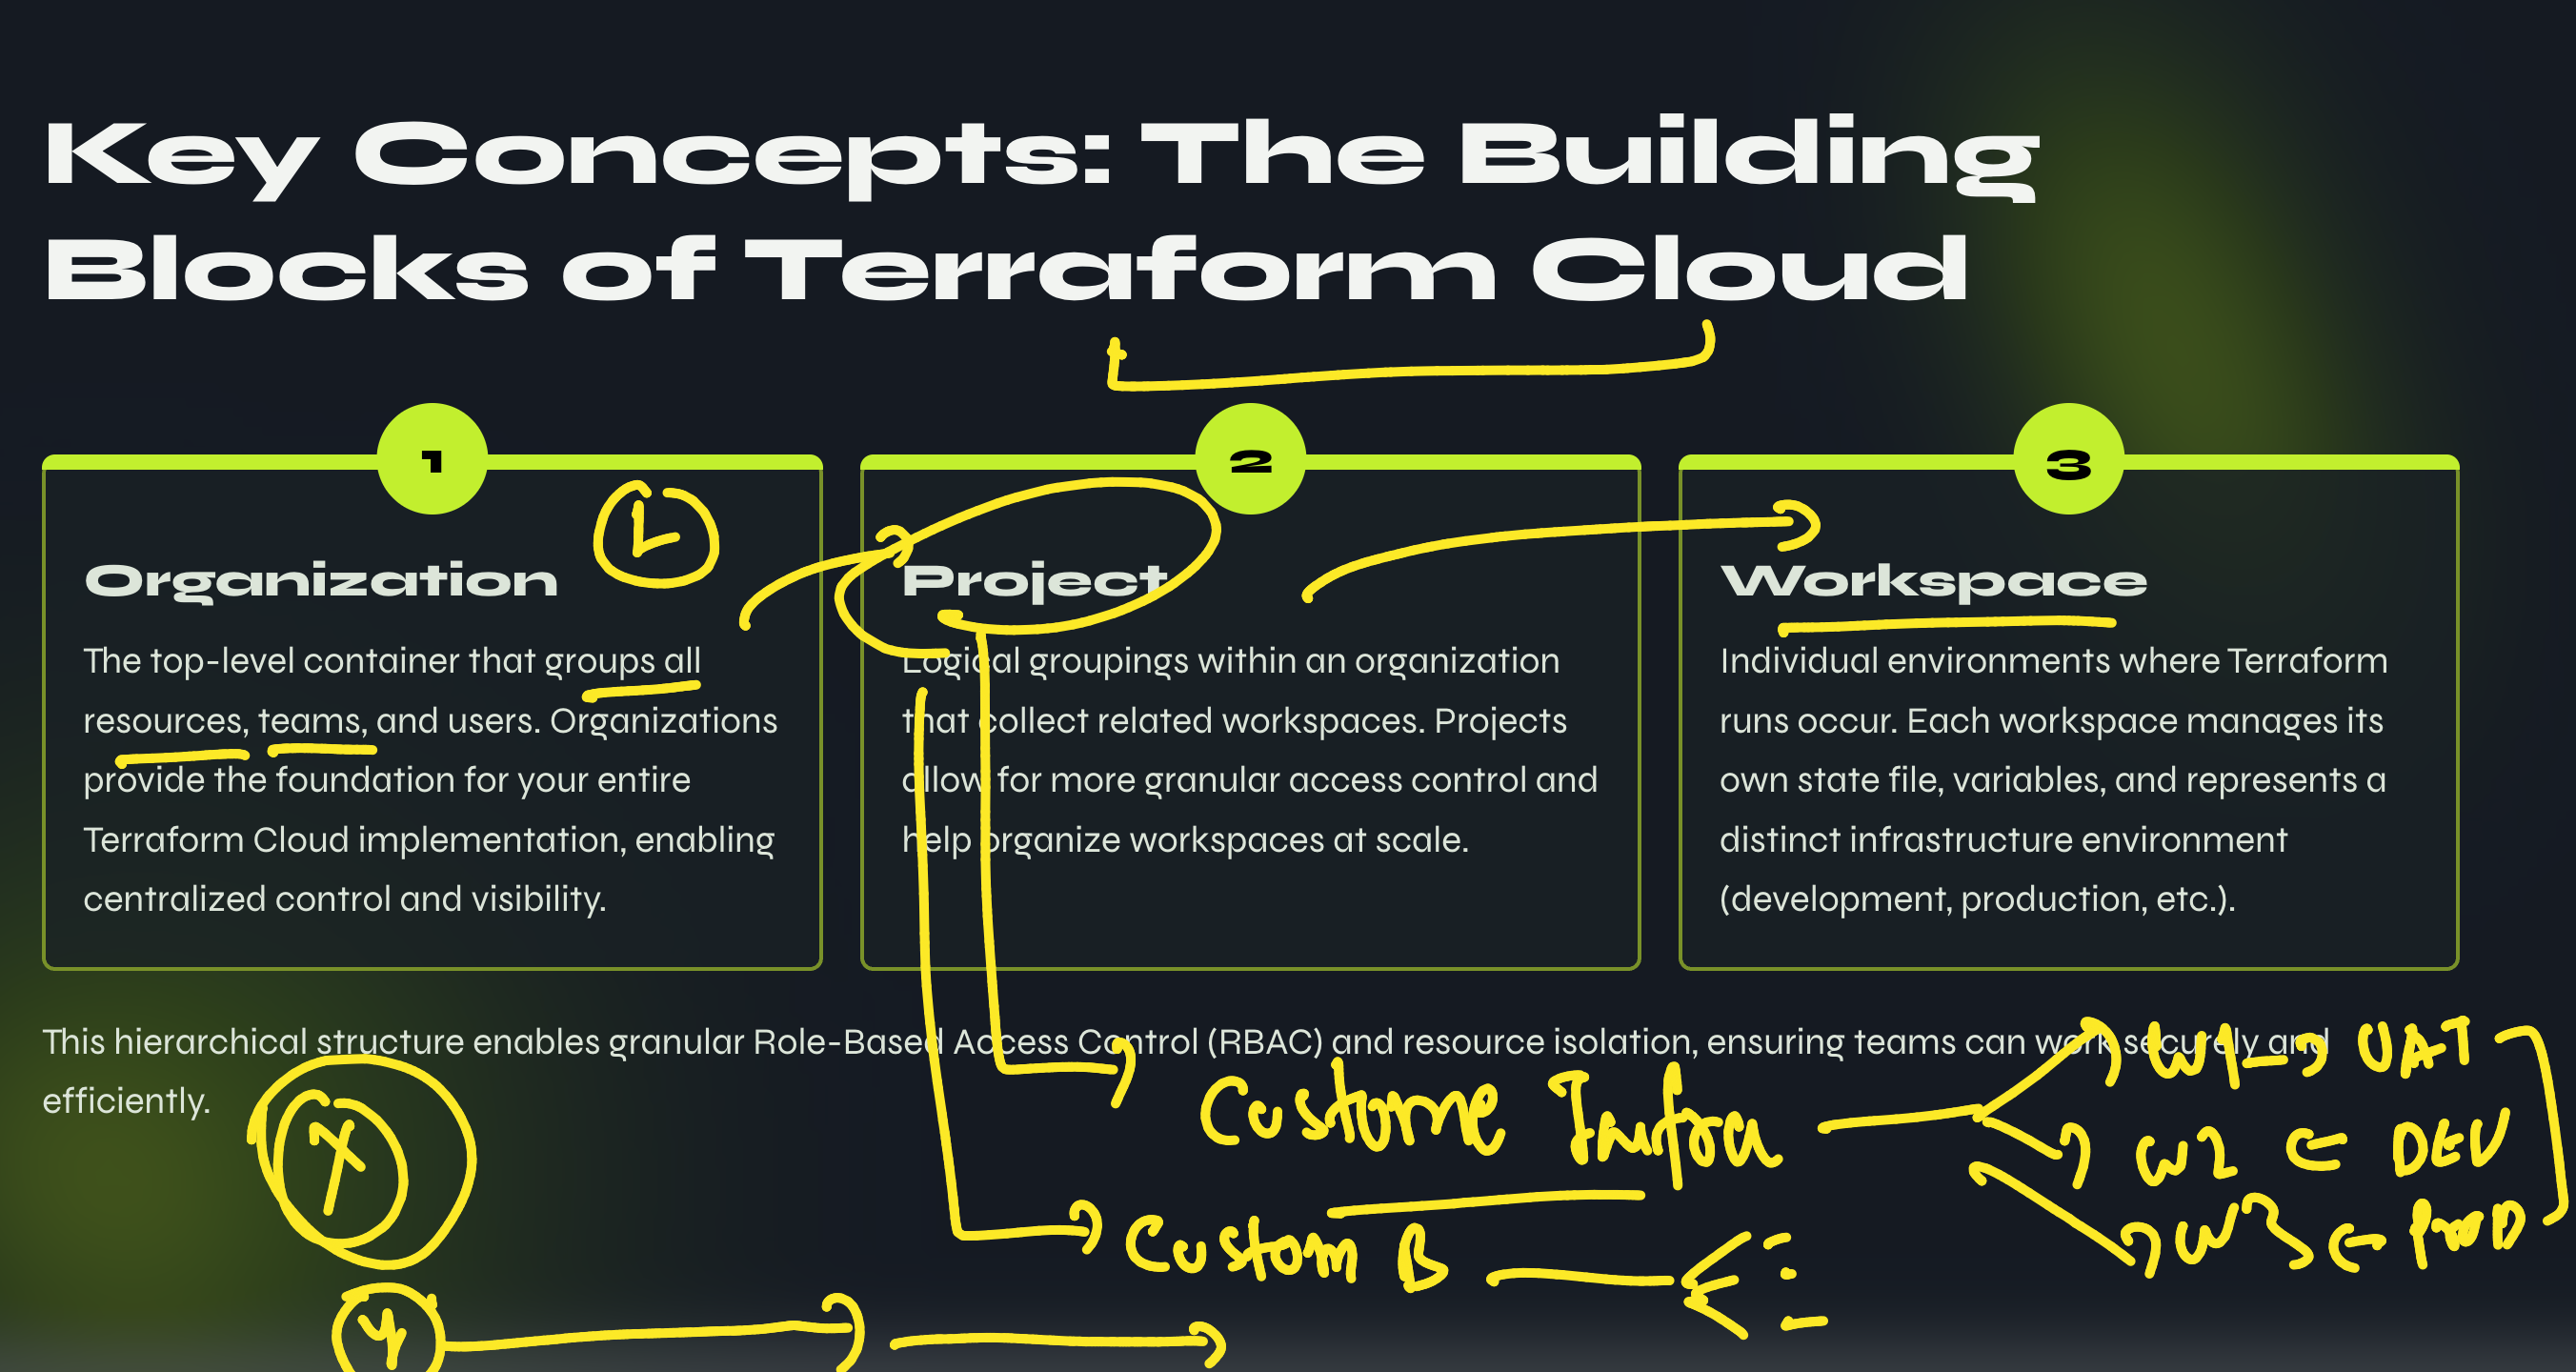 Key Concepts: The Building
Blocks of Terraform Cloud
1
Organization
The top-level container that groups all
resources, teams, and users. Organizations
provide the foundation for your entire
Terraform Cloud implementation, enabling
centralized control and visibility.
2
Project
Logical groupings within an organization
that collect related workspaces. Projects
allow for more granular access control and
help organize workspaces at scale.
3
Workspace
Individual environments where Terraform
runs occur. Each workspace manages its
own state file, variables, and represents a
distinct infrastructure environment
(development, production, etc.).
This hierarchical structure enables granular Role-Based Access Control (RBAC) and resource isolation, ensuring teams can work securely and
efficiently.
L
X
Y
Custome Infra
W1 → UAT
W2 ← DEV
W3 ← PROD
Custom B